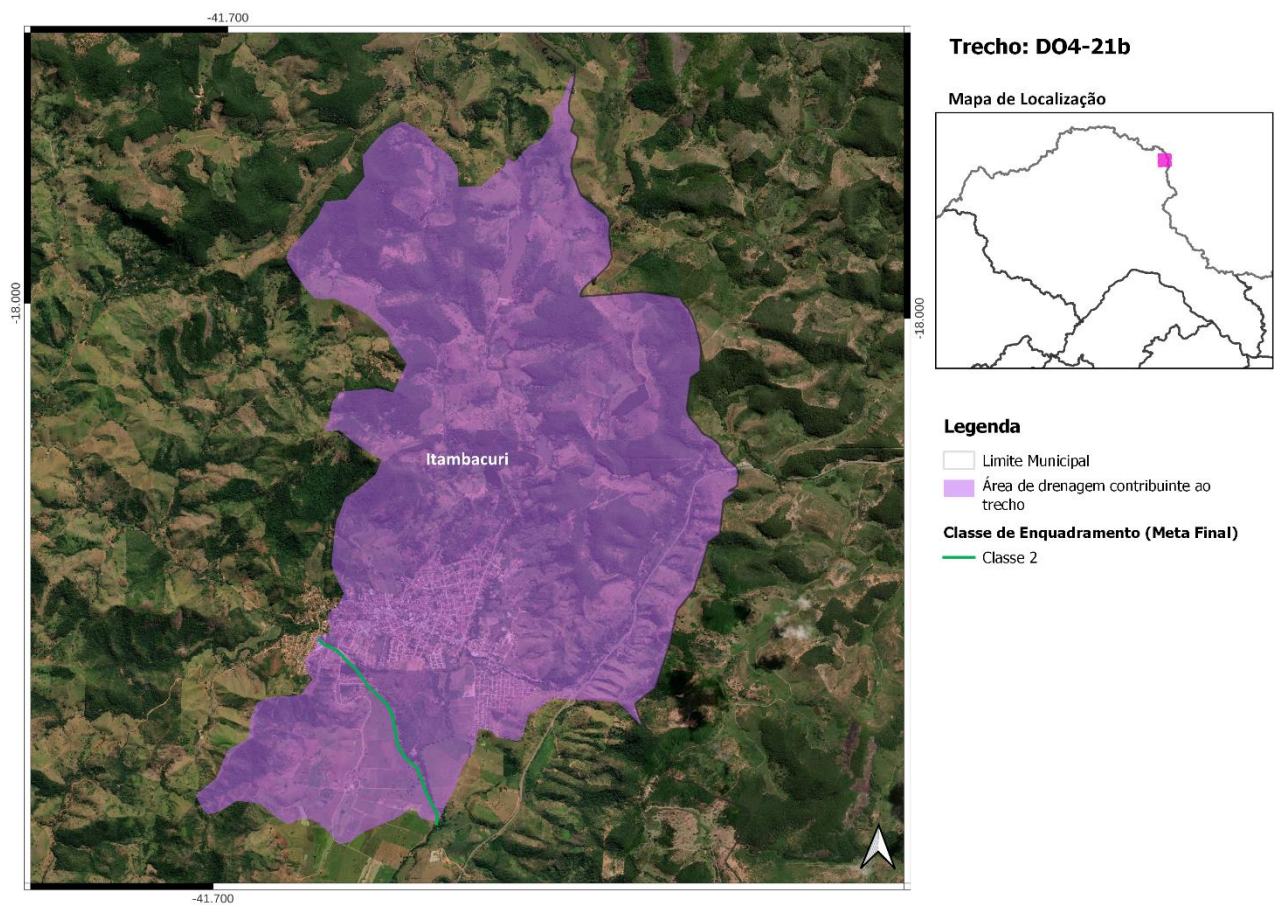 -41.700
Trecho: DO4-21b
Mapa de Localização
-18.000
-18.000
Itambacuri
Legenda
Limite Municipal
Área de drenagem contribuinte ao
trecho
Classe de Enquadramento (Meta Final)
Classe 2
-41.700